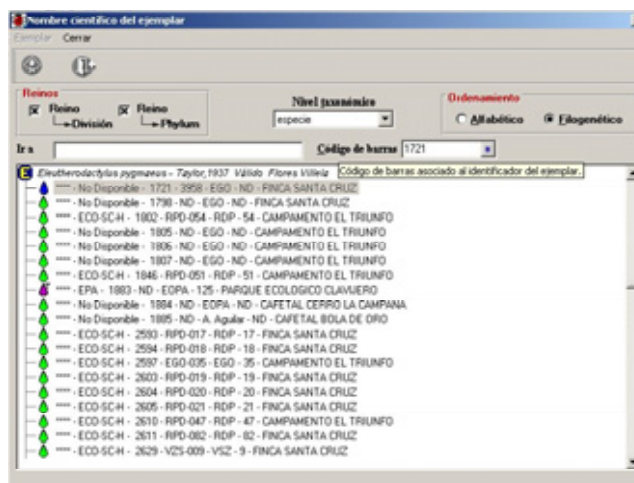 Nombre científico del ejemplar
Ejemplar Cerrar
Reinos
Reino Reino
División Phylum
Nivel taxonómico
especie
Ordenamiento
Alfabético Filogenético
Ir a Código de barras 1721
Eleutherodactylus pygmaeus - Taylor,1937 Válido Flores Villela
Código de barras asociado al identificador del ejemplar.
**** - No Disponible - 1721 - 3958 - EGO - ND - FINCA SANTA CRUZ
**** - No Disponible - 1798 - ND - EGO - ND - FINCA SANTA CRUZ
**** - ECO-SC-H - 1802 - RPD-054 - RDP - 54 - CAMPAMENTO EL TRIUNFO
**** - No Disponible - 1805 - ND - EGO - ND - CAMPAMENTO EL TRIUNFO
**** - No Disponible - 1806 - ND - EGO - ND - CAMPAMENTO EL TRIUNFO
**** - No Disponible - 1807 - ND - EGO - ND - CAMPAMENTO EL TRIUNFO
**** - ECO-SC-H - 1846 - RPD-051 - RDP - 51 - CAMPAMENTO EL TRIUNFO
**** - EPA - 1883 - ND - EOPA - 125 - PARQUE ECOLOGICO CLAVUERO
**** - No Disponible - 1884 - ND - EOPA - ND - CAFETAL CERRO LA CAMPANA
**** - No Disponible - 1885 - ND - A. Aguilar - ND - CAFETAL BOLA DE ORO
**** - ECO-SC-H - 2593 - RPD-017 - RDP - 17 - FINCA SANTA CRUZ
**** - ECO-SC-H - 2594 - RPD-018 - RDP - 18 - FINCA SANTA CRUZ
**** - ECO-SC-H - 2597 - EGO-035 - EGO - 35 - CAMPAMENTO EL TRIUNFO
**** - ECO-SC-H - 2603 - RPD-019 - RDP - 19 - FINCA SANTA CRUZ
**** - ECO-SC-H - 2604 - RPD-020 - RDP - 20 - FINCA SANTA CRUZ
**** - ECO-SC-H - 2605 - RPD-021 - RDP - 21 - FINCA SANTA CRUZ
**** - ECO-SC-H - 2610 - RPD-047 - RDP - 47 - CAMPAMENTO EL TRIUNFO
**** - ECO-SC-H - 2611 - RPD-082 - RDP - 82 - FINCA SANTA CRUZ
**** - ECO-SC-H - 2629 - VZS-009 - VSZ - 9 - FINCA SANTA CRUZ